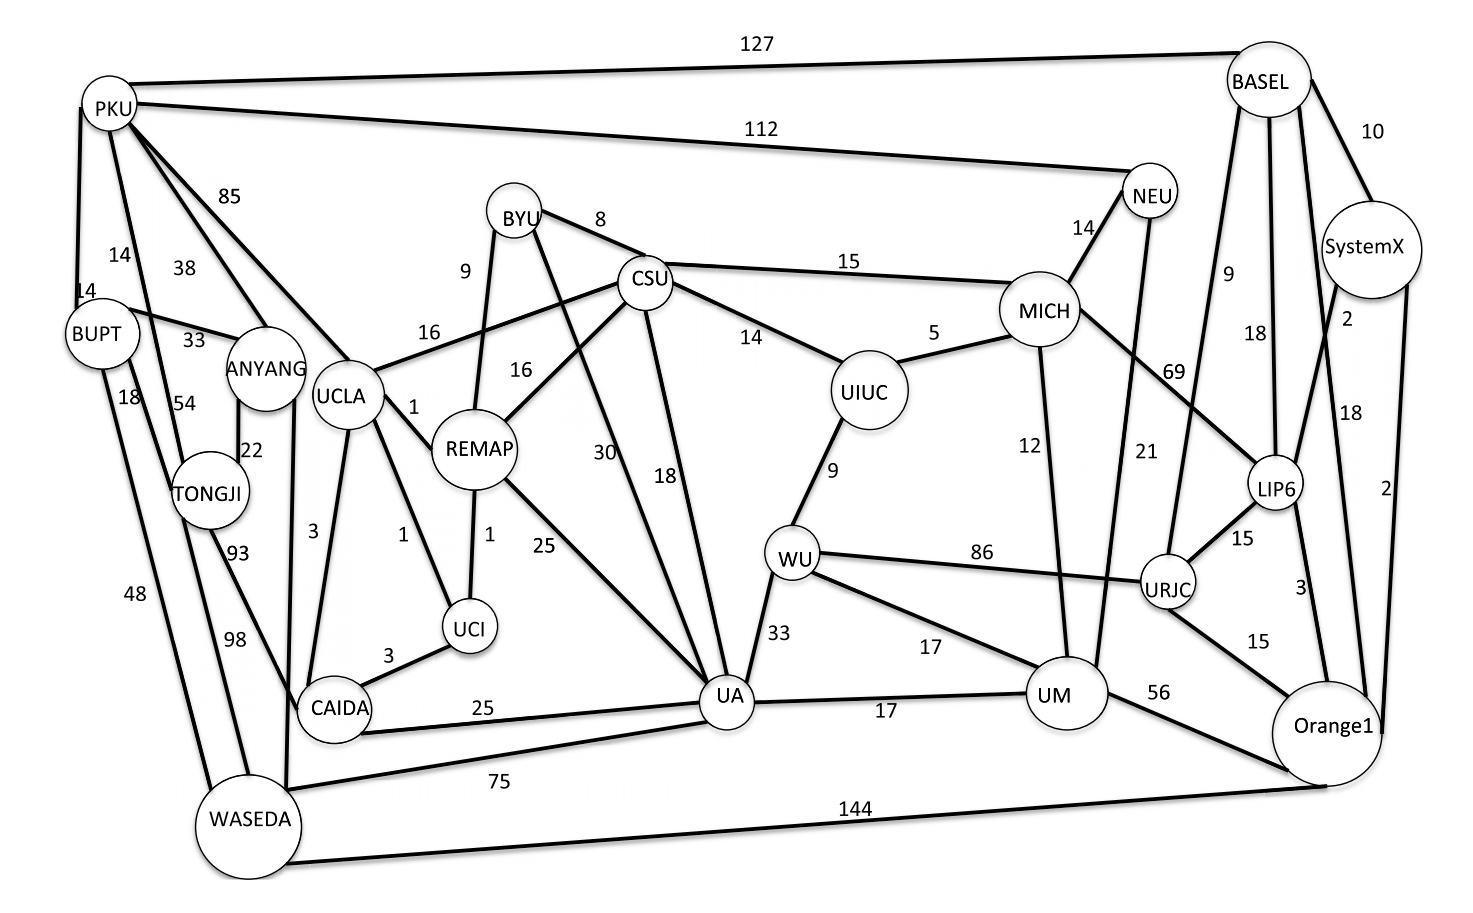 127
BASEL
PKU
112
10
85
NEU
BYU
8
14
SystemX
14
38
15
9
CSU
9
14
MICH
2
BUPT
33
16
5
18
14
ANYANG
16
69
UCLA
UIUC
18
54
1
18
22
REMAP
30
12
21
18
9
LIP6
2
TONGJI
3
1
1
25
15
93
WU
86
URJC
3
48
UCI
98
3
33
17
15
CAIDA
25
UA
17
UM
56
Orange1
75
WASEDA
144